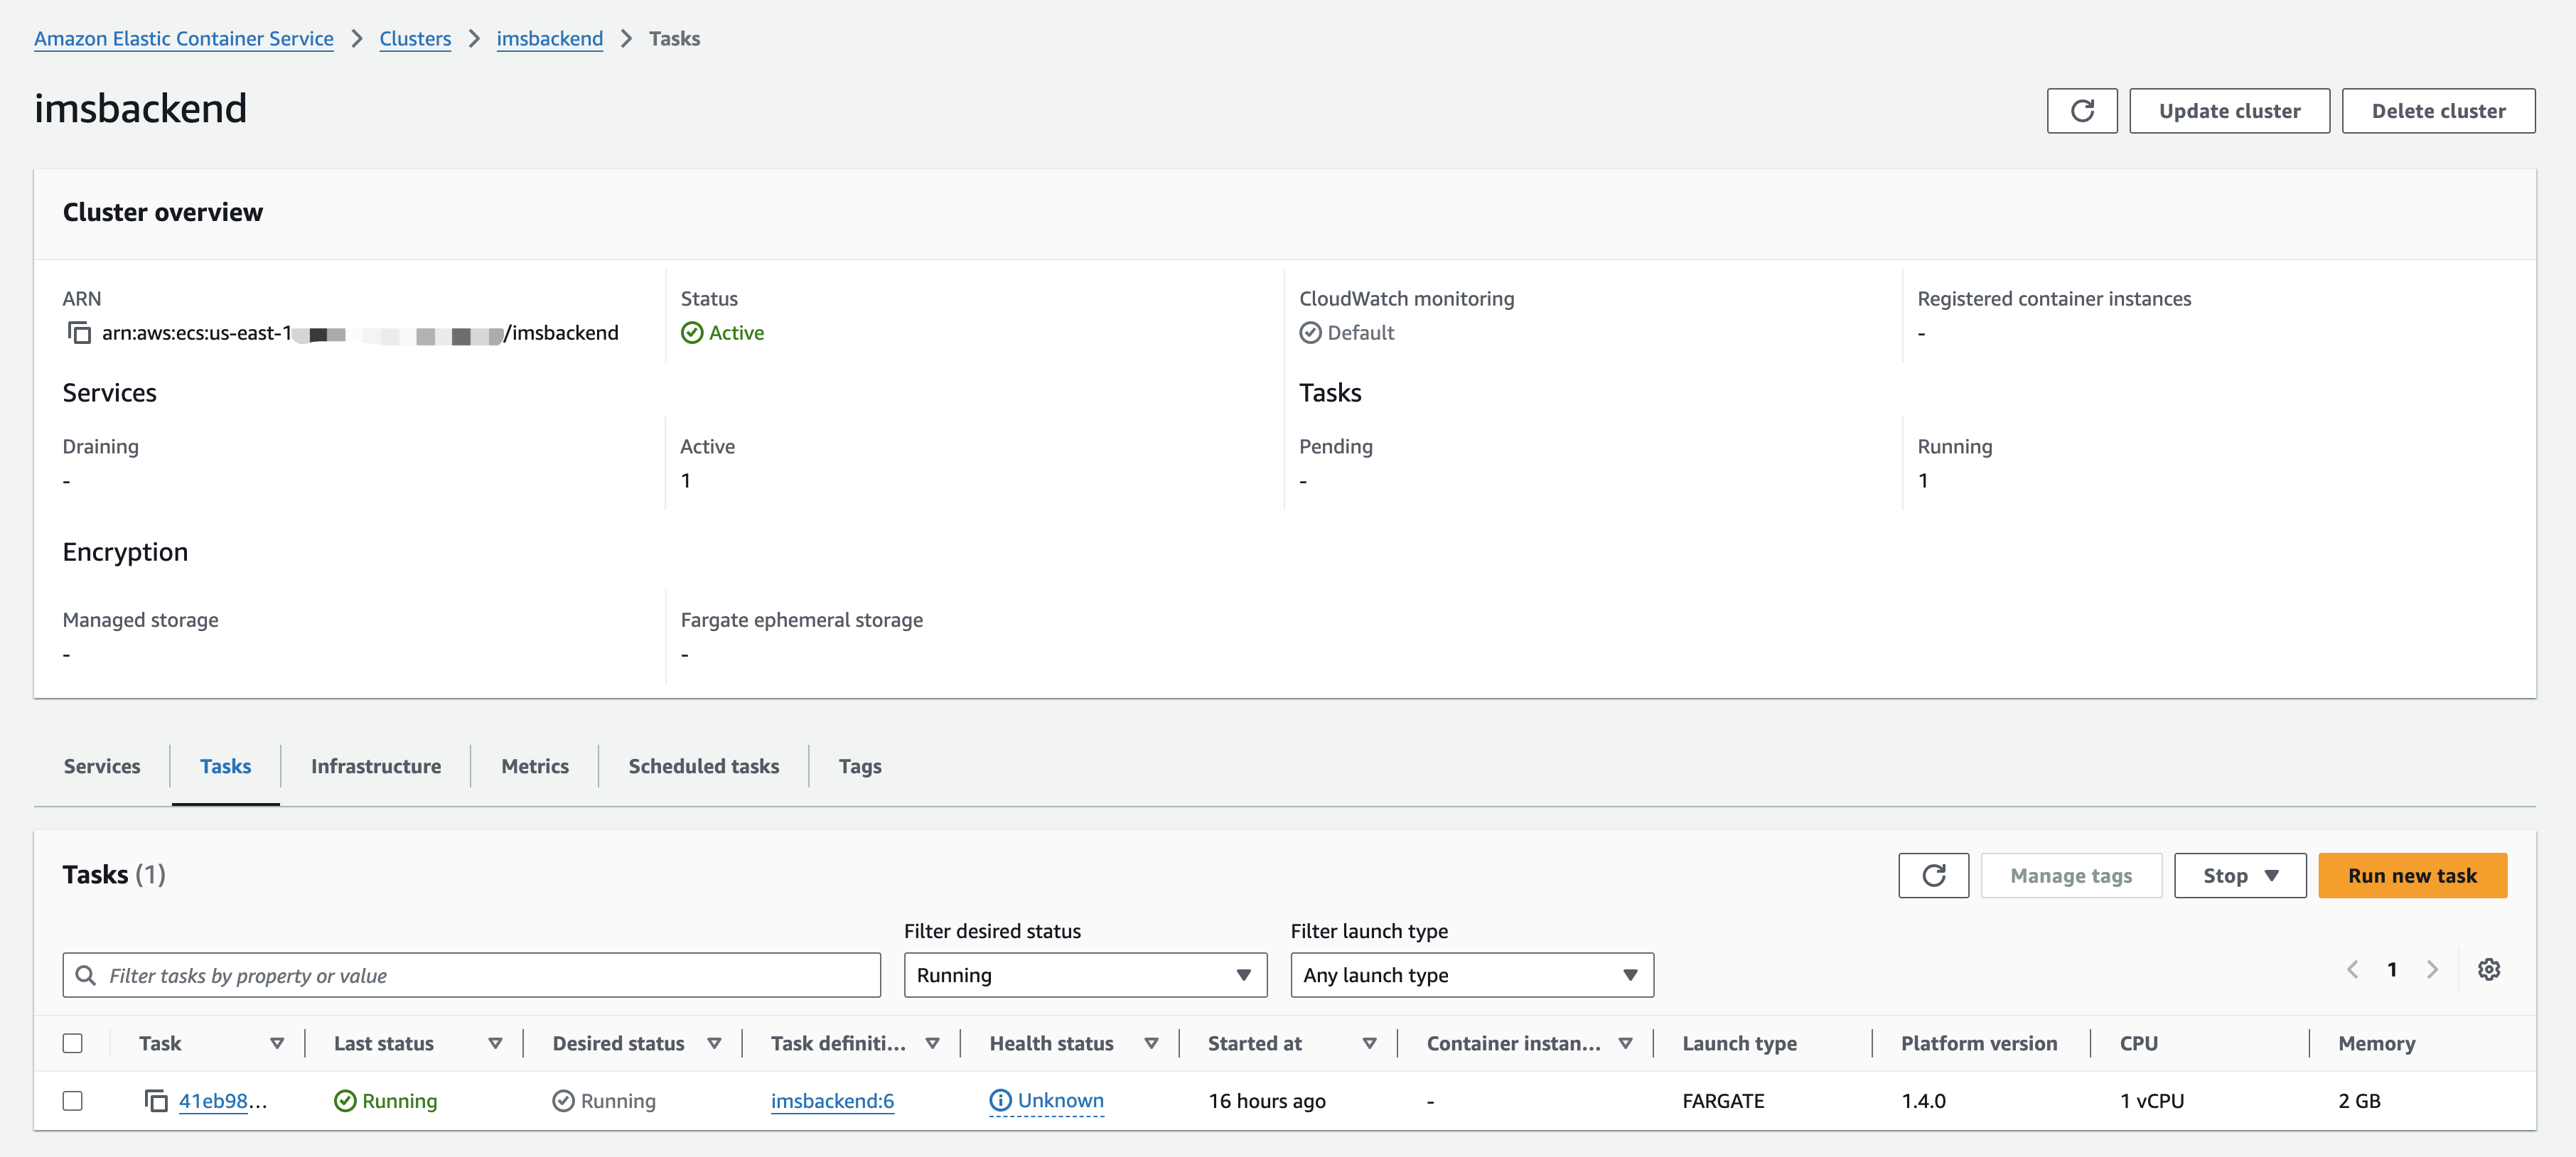 Amazon Elastic Container Service > Clusters > imsbackend > Tasks
imsbackend
Update cluster
Delete cluster
Cluster overview
ARN
Status
CloudWatch monitoring
Registered container instances
arn:aws:ecs:us-east-1 /imsbackend
Active
Default
-
Services
Tasks
Draining
Active
Pending
Running
-
1
-
1
Encryption
Managed storage
Fargate ephemeral storage
-
-
Services
Tasks
Infrastructure
Metrics
Scheduled tasks
Tags
Tasks (1)
Manage tags
Stop
Run new task
Filter desired status
Filter launch type
Filter tasks by property or value
Running
Any launch type
1
Task
Last status
Desired status
Task definiti...
Health status
Started at
Container instan...
Launch type
Platform version
CPU
Memory
41eb98...
Running
Running
imsbackend:6
Unknown
16 hours ago
-
FARGATE
1.4.0
1 vCPU
2 GB